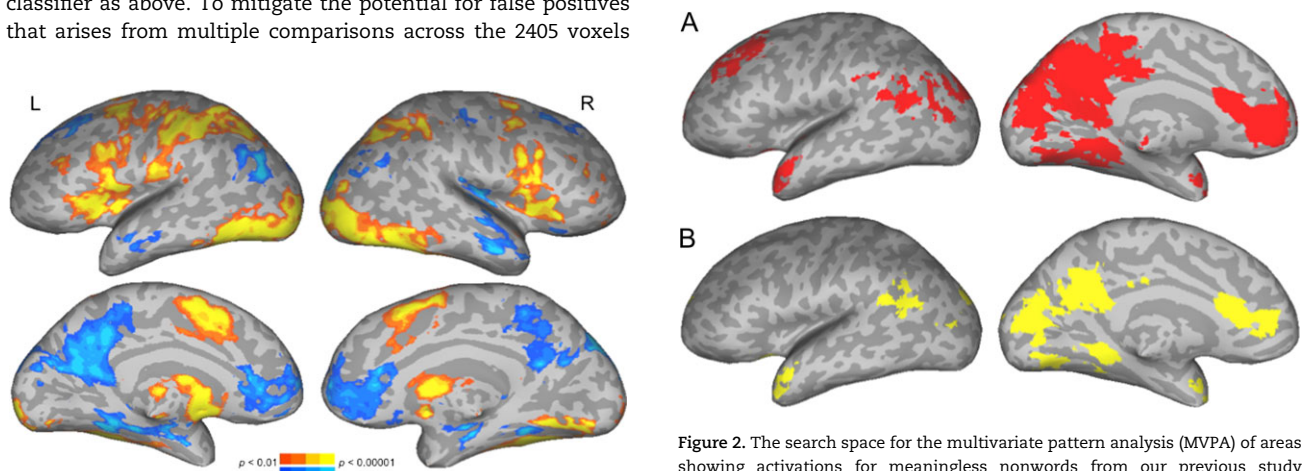 classifier as above. To mitigate the potential for false positives
that arises from multiple comparisons across the 2405 voxels
L
R
p < 0.01
p < 0.00001
A
B
Figure 2. The search space for the multivariate pattern analysis (MVPA) of areas
showing activations for meaningless nonwords from our previous study